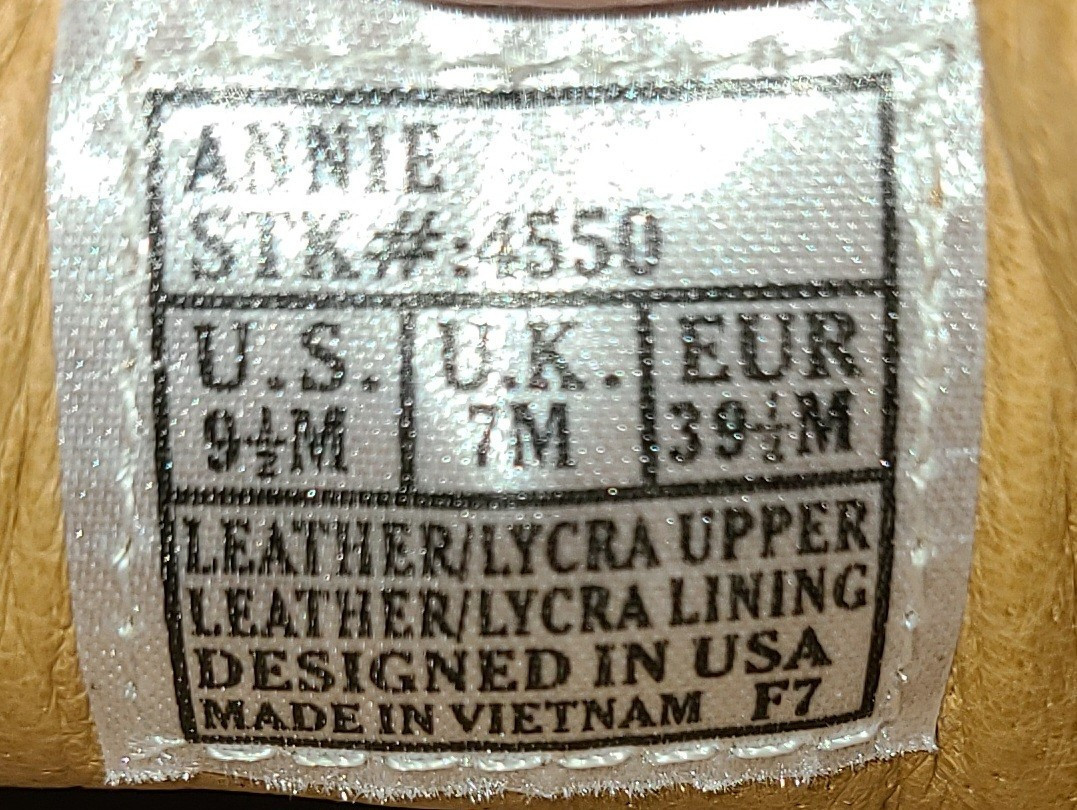 ANNIE
STK#:4550
U.S. U.K. EUR
9½M 7M 39½M
LEATHER/LYCRA UPPER
LEATHER/LYCRA LINING
DESIGNED IN USA
MADE IN VIETNAM F7